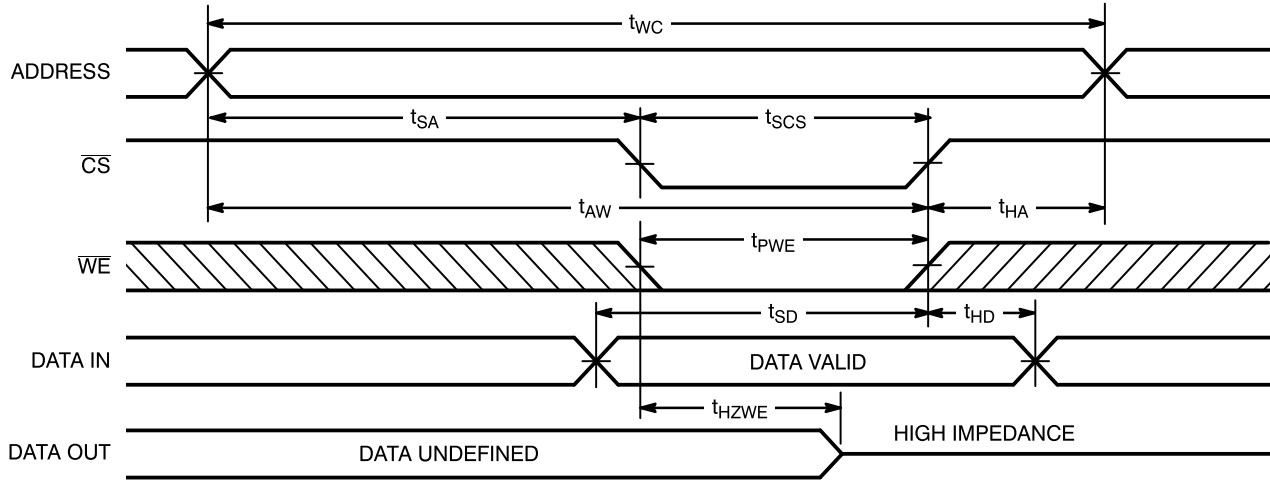 tWC
ADDRESS
tSA
tSCS
CS
tAW
tHA
tPWE
WE
tSD
tHD
DATA IN
DATA VALID
tHZWE
DATA OUT
DATA UNDEFINED
HIGH IMPEDANCE